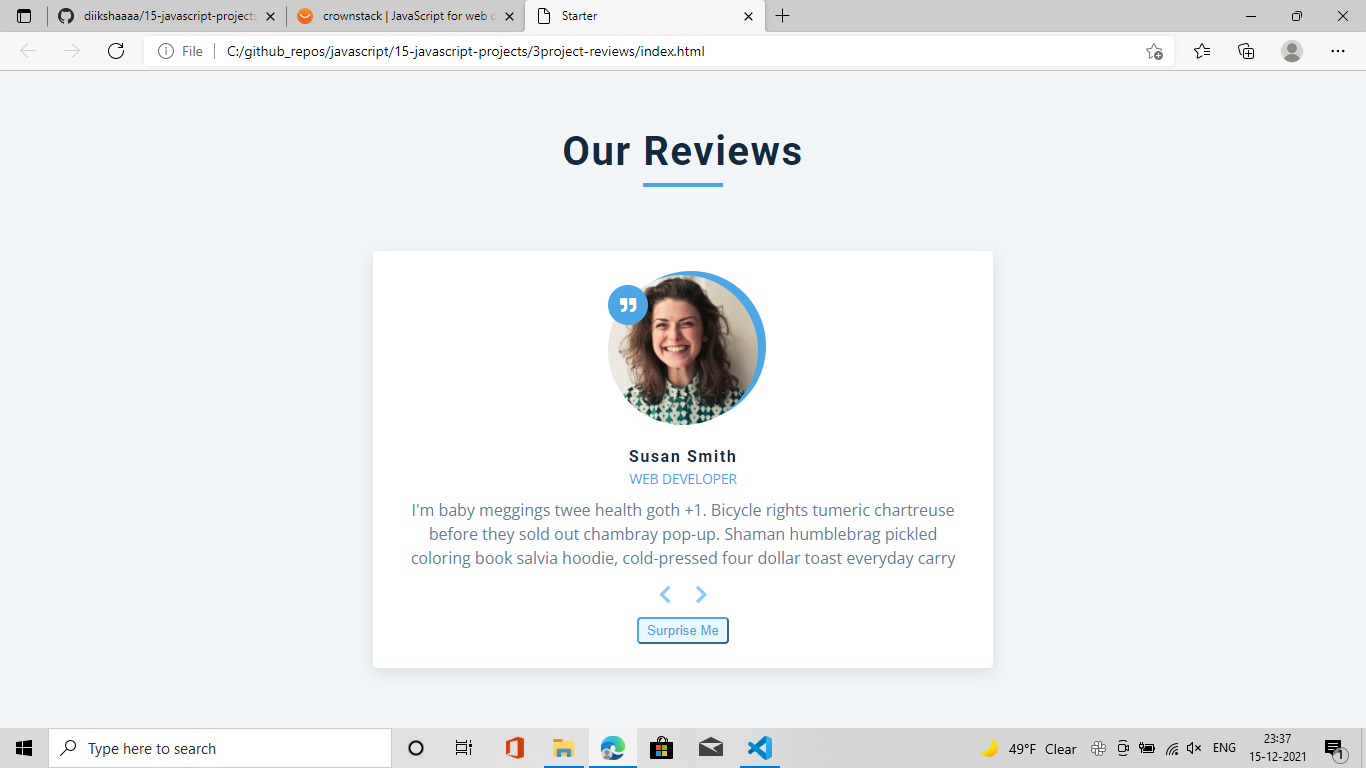 diikshaaaa/15-javascript-projects
crownstack | JavaScript for web d
Starter
File
C:/github_repos/javascript/15-javascript-projects/3project-reviews/index.html
Our Reviews
Susan Smith
WEB DEVELOPER
I'm baby meggings twee health goth +1. Bicycle rights tumeric chartreuse
before they sold out chambray pop-up. Shaman humblebrag pickled
coloring book salvia hoodie, cold-pressed four dollar toast everyday carry
Surprise Me
Type here to search
49°F Clear
ENG
23:37
15-12-2021
1